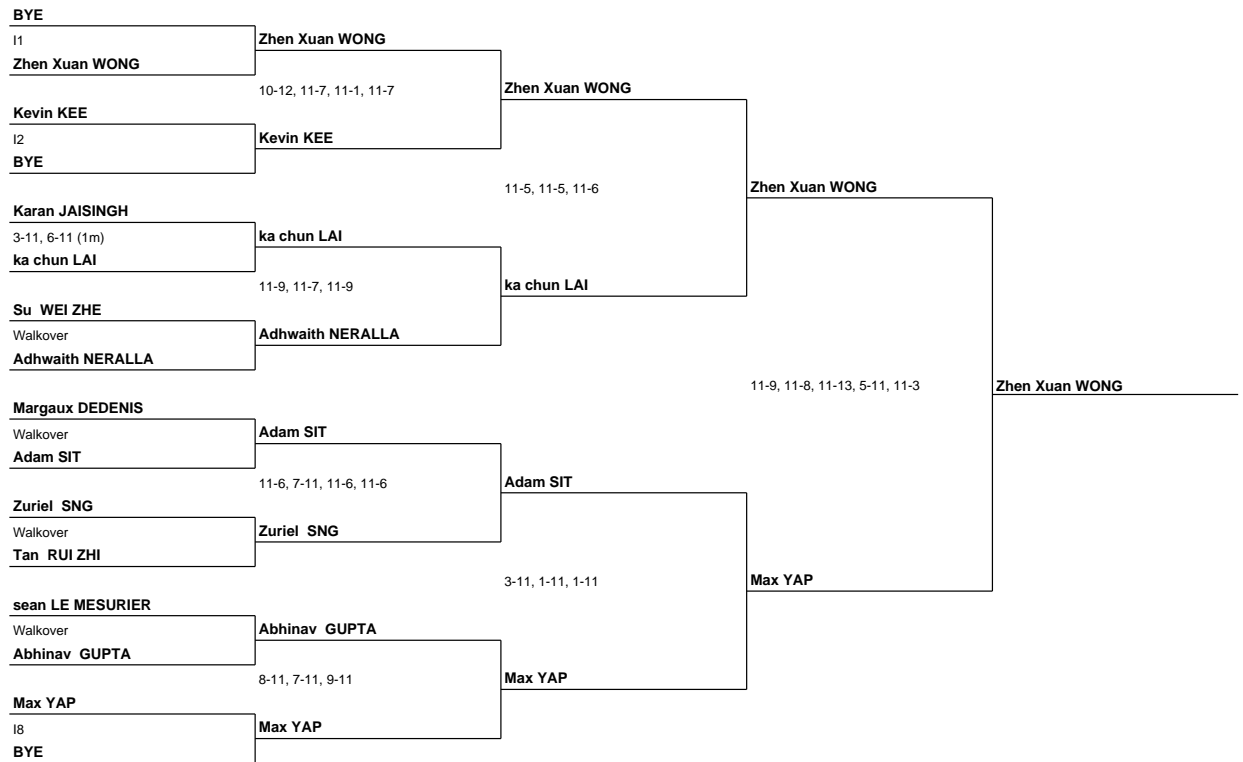 BYE
I1
Zhen Xuan WONG
Zhen Xuan WONG
10-12, 11-7, 11-1, 11-7
Zhen Xuan WONG
Kevin KEE
I2
BYE
Kevin KEE
11-5, 11-5, 11-6
Zhen Xuan WONG
Karan JAISINGH
3-11, 6-11 (1m)
ka chun LAI
ka chun LAI
11-9, 11-7, 11-9
ka chun LAI
Su  WEI ZHE
Walkover
Adhwaith NERALLA
Adhwaith NERALLA
11-9, 11-8, 11-13, 5-11, 11-3
Zhen Xuan WONG
Margaux DEDENIS
Walkover
Adam SIT
Adam SIT
11-6, 7-11, 11-6, 11-6
Adam SIT
Zuriel  SNG
Walkover
Tan  RUI ZHI
Zuriel  SNG
3-11, 1-11, 1-11
Max YAP
sean LE MESURIER
Walkover
Abhinav  GUPTA
Abhinav  GUPTA
8-11, 7-11, 9-11
Max YAP
Max YAP
I8
BYE
Max YAP